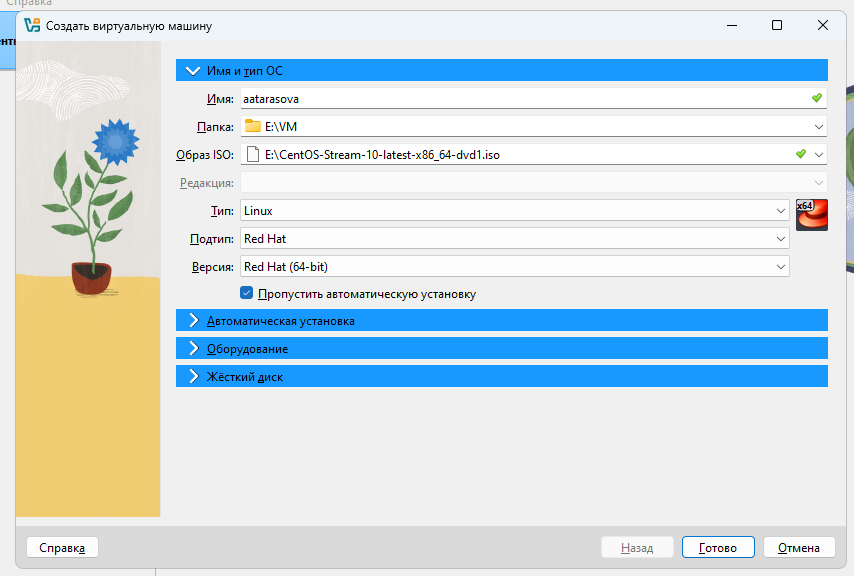 Справка
Создать виртуальную машину
Имя и тип ОС
Имя: aatarasova
Папка: E:\VM
Образ ISO: E:\CentOS-Stream-10-latest-x86_64-dvd1.iso
Редакция:
Тип: Linux
x64
Подтип: Red Hat
Версия: Red Hat (64-bit)
Пропустить автоматическую установку
Автоматическая установка
Оборудование
Жёсткий диск
Справка Назад Готово Отмена